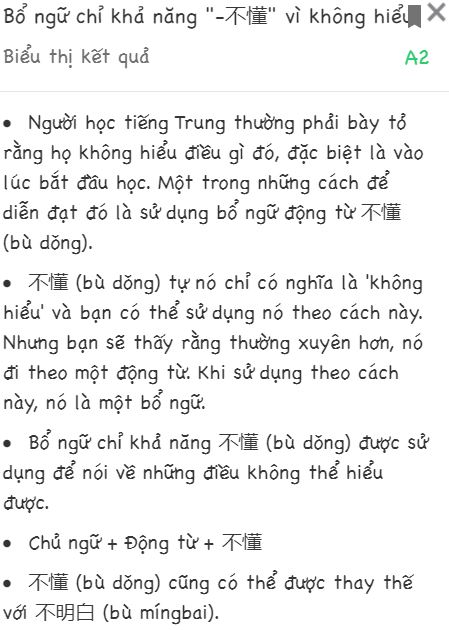 Bổ ngữ chỉ khả năng "-不懂" vì không hiểu
Biểu thị kết quả A2
• Người học tiếng Trung thường phải bày tỏ
rằng họ không hiểu điều gì đó, đặc biệt là vào
lúc bắt đầu học. Một trong những cách để
diễn đạt đó là sử dụng bổ ngữ động từ 不懂
(bù dǒng).
• 不懂 (bù dǒng) tự nó chỉ có nghĩa là 'không
hiểu' và bạn có thể sử dụng nó theo cách này.
Nhưng bạn sẽ thấy rằng thường xuyên hơn, nó
đi theo một động từ. Khi sử dụng theo cách
này, nó là một bổ ngữ.
• Bổ ngữ chỉ khả năng 不懂 (bù dǒng) được sử
dụng để nói về những điều không thể hiểu
được.
• Chủ ngữ + Động từ + 不懂
• 不懂 (bù dǒng) cũng có thể được thay thế
với 不明白 (bù míngbai).